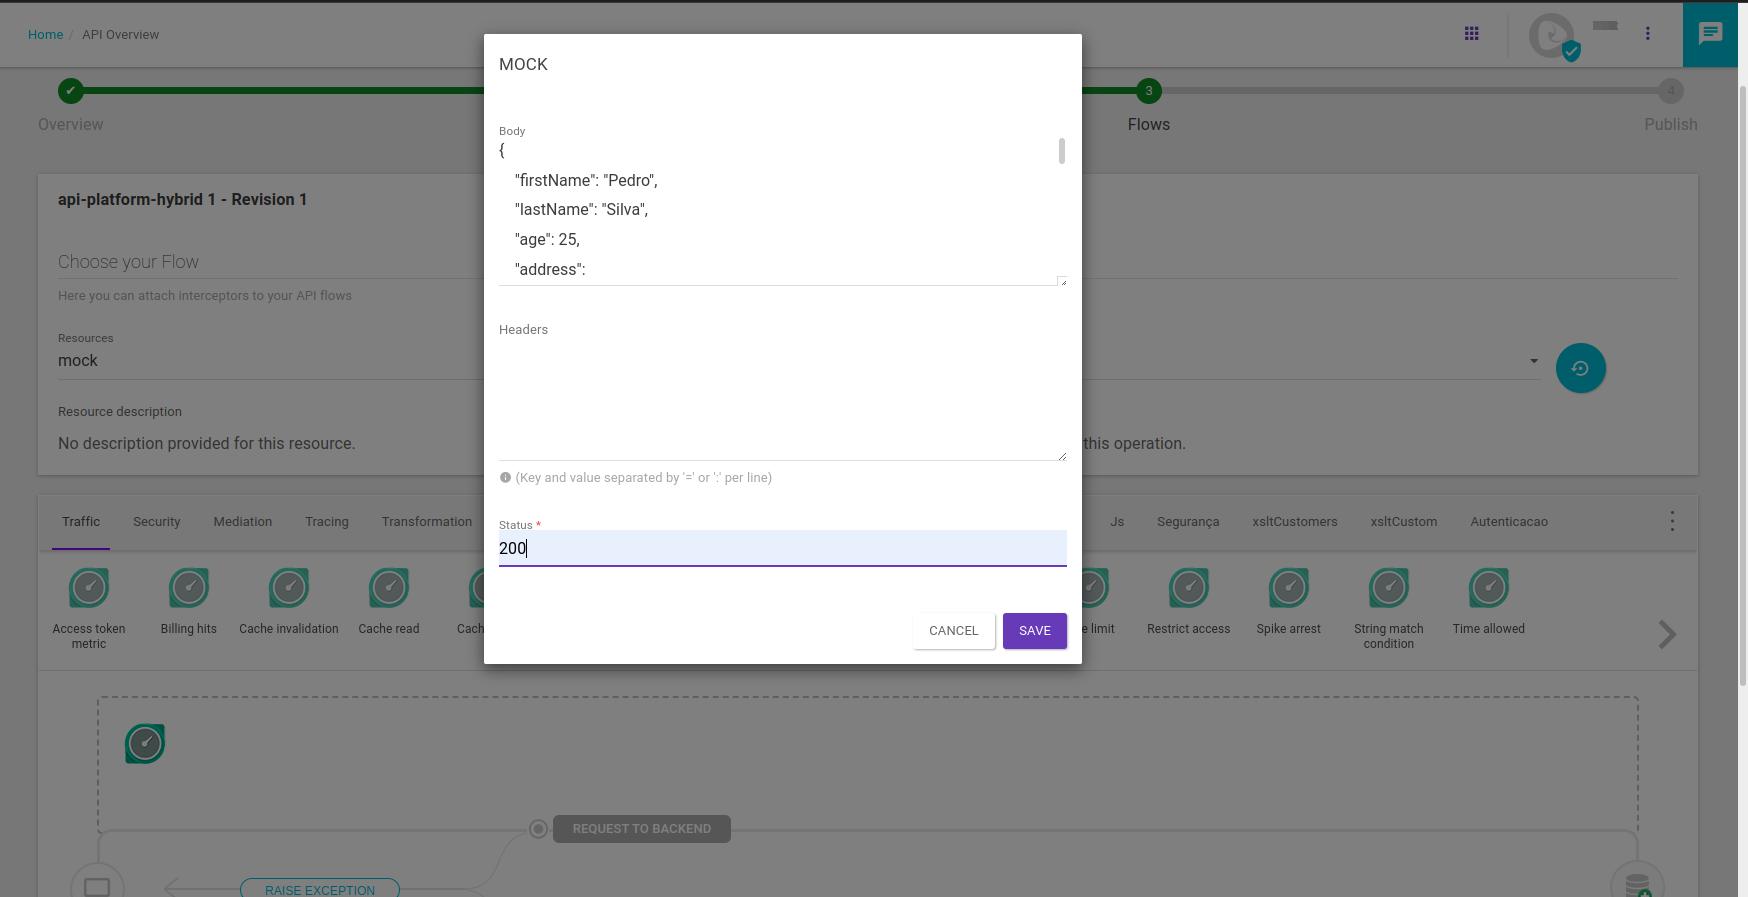 Home / API Overview
✔
3
4
Overview
Flows
Publish
MOCK
Body
{
"firstName": "Pedro",
"lastName": "Silva",
"age": 25,
"address":
Headers
(Key and value separated by '=' or ':' per line)
Status *
200
CANCEL
SAVE
api-platform-hybrid 1 - Revision 1
Choose your Flow
Here you can attach interceptors to your API flows
Resources
mock
Resource description
No description provided for this resource.
this operation.
Traffic
Security
Mediation
Tracing
Transformation
Js
Segurança
xsltCustomers
xsltCustom
Autenticacao
Access token
metric
Billing hits
Cache invalidation
Cache read
Cach
e limit
Restrict access
Spike arrest
String match
condition
Time allowed
REQUEST TO BACKEND
RAISE EXCEPTION